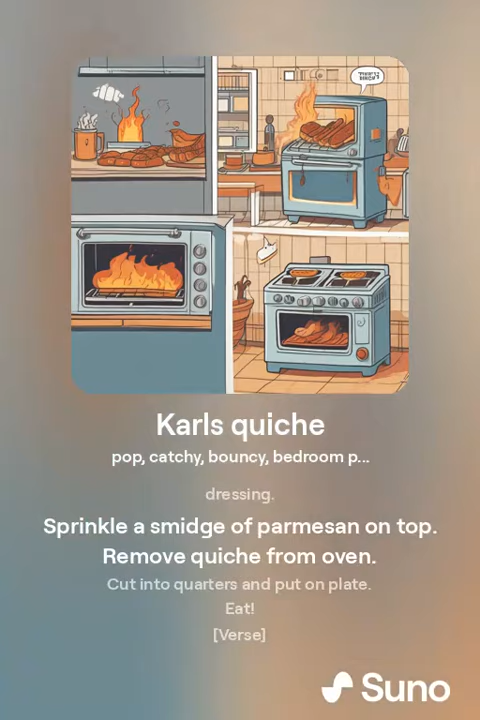 Karls quiche
pop, catchy, bouncy, bedroom p...
dressing.
Sprinkle a smidge of parmesan on top.
Remove quiche from oven.
Cut into quarters and put on plate.
Eat!
[Verse]
Suno